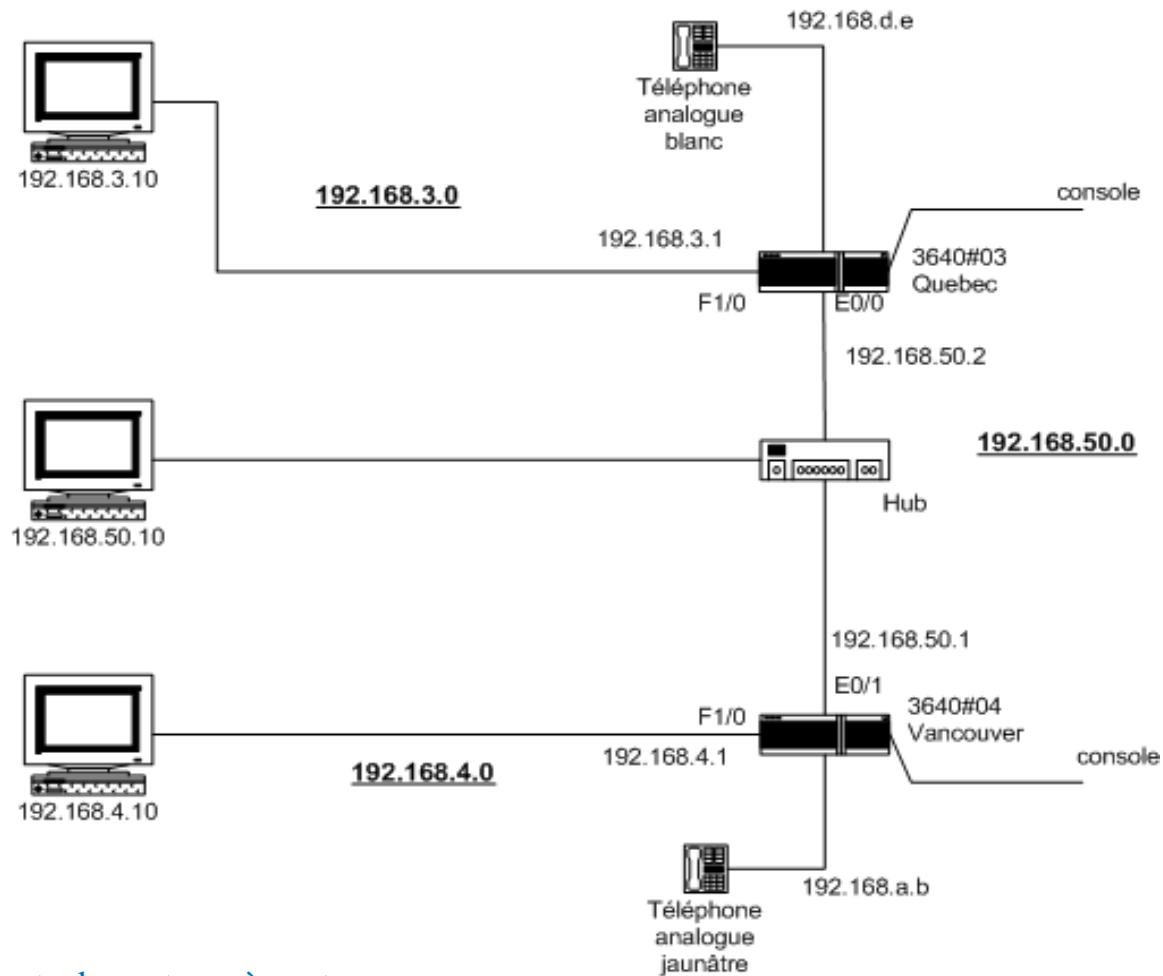 192.168.d.e
Téléphone
analogue
blanc
192.168.3.10
192.168.3.0
console
192.168.3.1
3640#03
Quebec
F1/0
E0/0
192.168.50.2
192.168.50.0
192.168.50.10
Hub
192.168.50.1
E0/1
F1/0
3640#04
Vancouver
192.168.4.1
192.168.4.0
console
192.168.4.10
192.168.a.b
Téléphone
analogue
jaunâtre